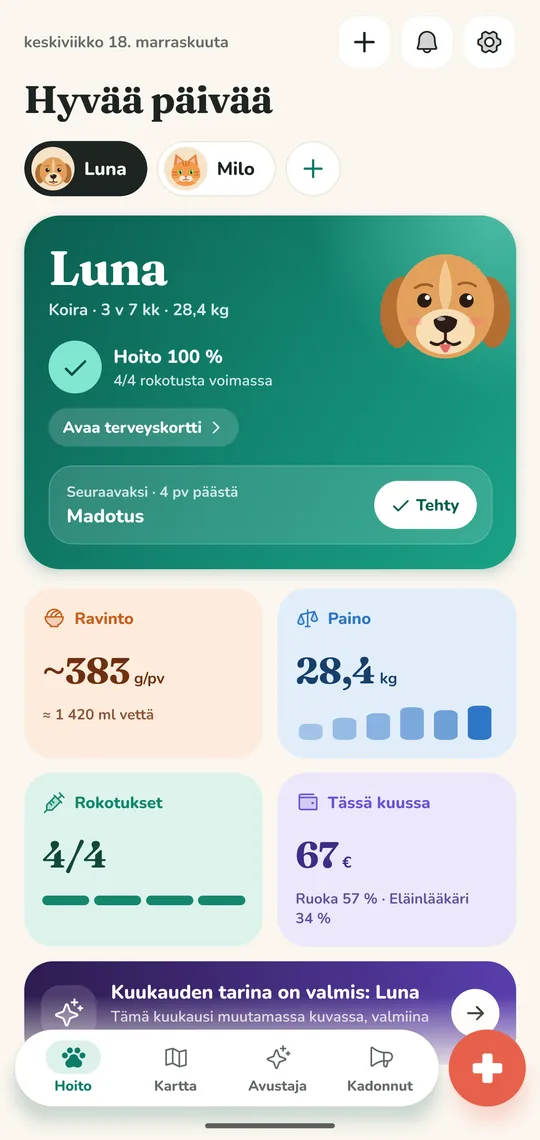 keskiviikko 18. marraskuuta
Hyvää päivää
Luna
Milo
Luna
Koira · 3 v 7 kk · 28,4 kg
Hoito 100 %
4/4 rokotusta voimassa
Avaa terveyskortti
Seuraavaksi · 4 pv päästä
Madotus
Tehty
Ravinto
~383 g/pv
≈ 1 420 ml vettä
Paino
28,4 kg
Rokotukset
4/4
Tässä kuussa
67 €
Ruoka 57 % · Eläinlääkäri
34 %
Kuukauden tarina on valmis: Luna
Tämä kuukausi muutamassa kuvassa, valmiina
Hoito
Kartta
Avustaja
Kadonnut